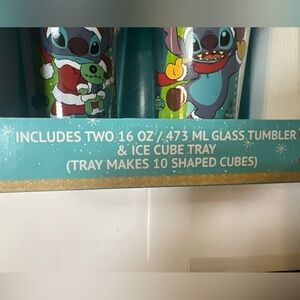 INCLUDES TWO 16 OZ / 473 ML GLASS TUMBLER
& ICE CUBE TRAY
(TRAY MAKES 10 SHAPED CUBES)